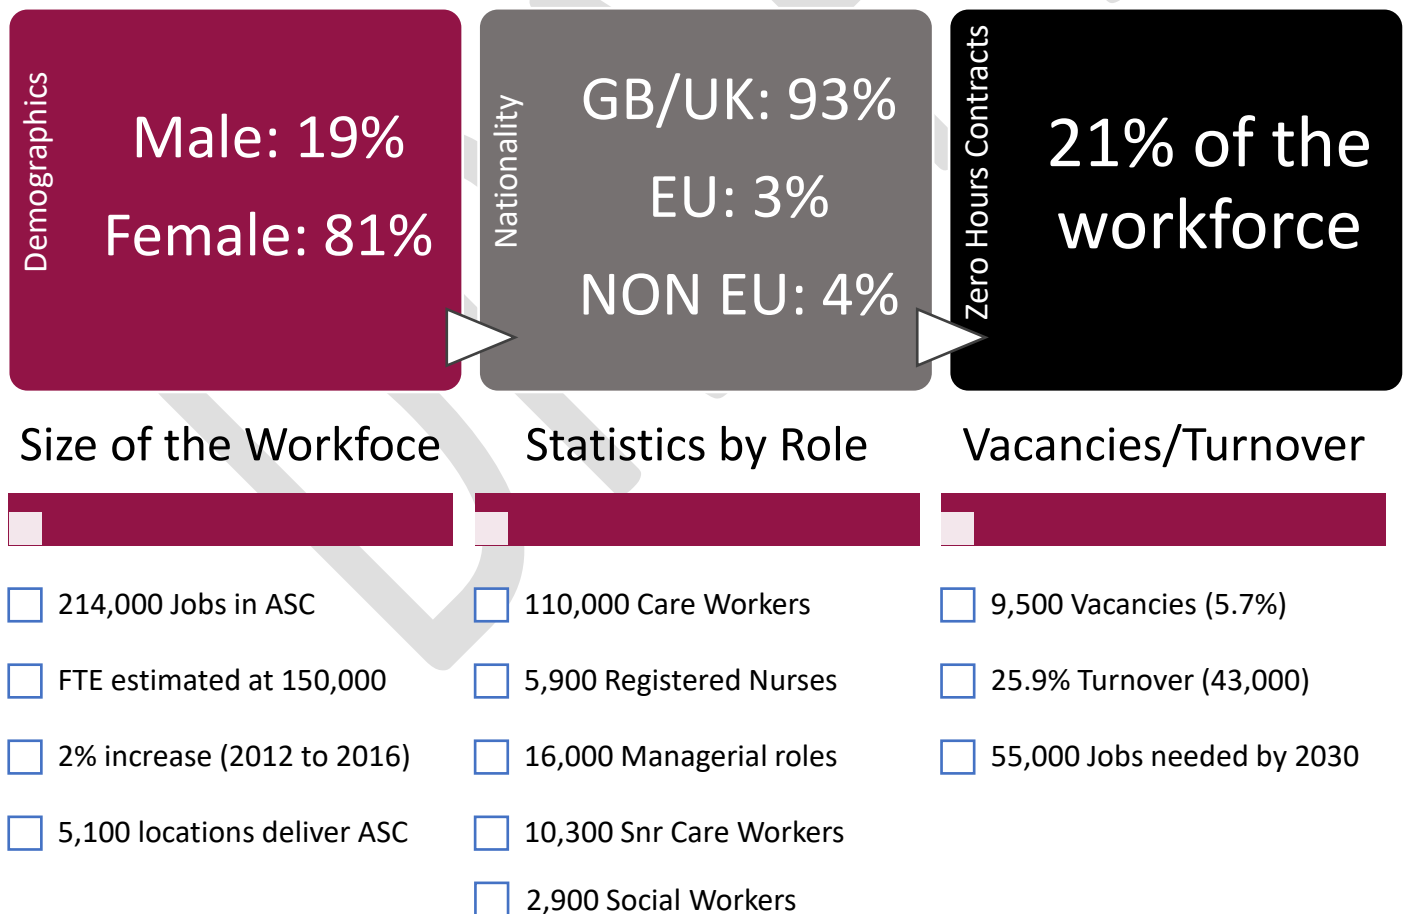 Demographics
Male: 19%
Female: 81%
Nationality
GB/UK: 93%
EU: 3%
NON EU: 4%
Zero Hours Contracts
21% of the
workforce
Size of the Workfoce
214,000 Jobs in ASC
FTE estimated at 150,000
2% increase (2012 to 2016)
5,100 locations deliver ASC
Statistics by Role
110,000 Care Workers
5,900 Registered Nurses
16,000 Managerial roles
10,300 Snr Care Workers
2,900 Social Workers
Vacancies/Turnover
9,500 Vacancies (5.7%)
25.9% Turnover (43,000)
55,000 Jobs needed by 2030